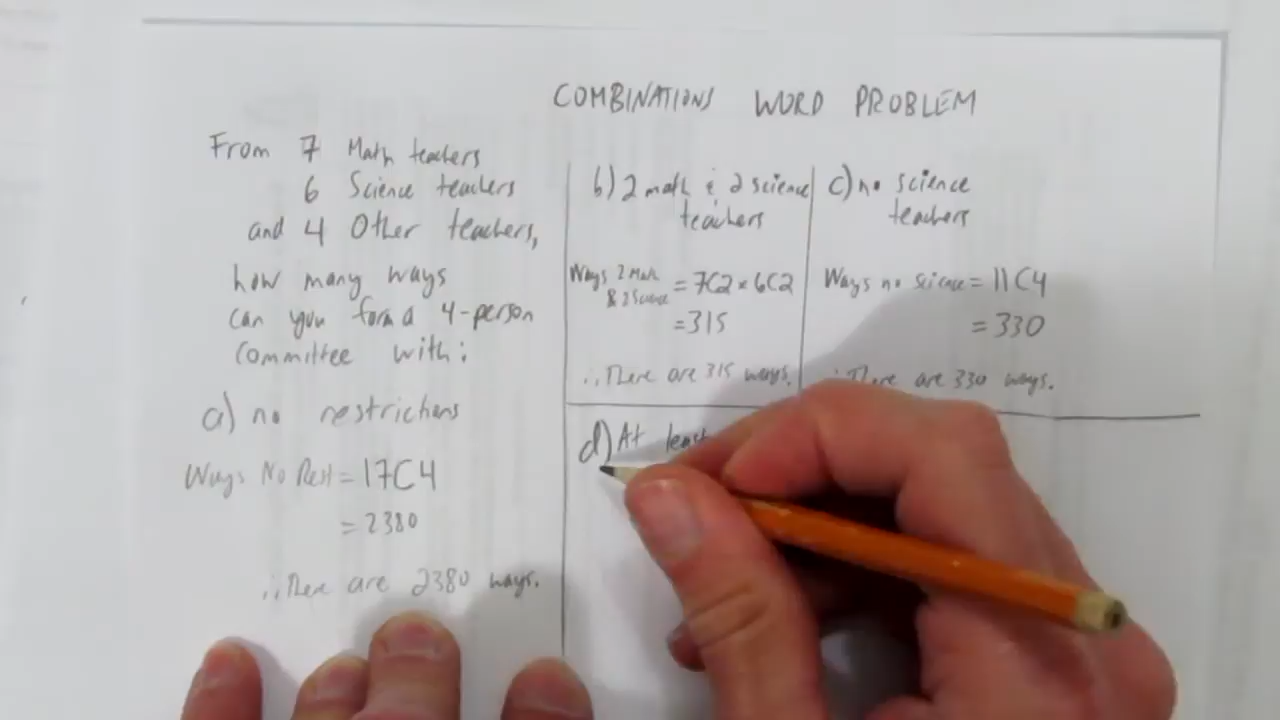 COMBINATIONS WORD PROBLEM
From 7 Math teachers
6 Science teachers
and 4 Other teachers,
how many ways
can you form a 4-person
committee with:
a) no restrictions
Ways No Rest = 17C4
= 2380
∴ There are 2380 ways.
b) 2 math & 2 science
teachers
Ways 2 Math
& 2 Science = 7C2 × 6C2
= 315
∴ There are 315 ways.
c) no science
teachers
Ways no science = 11C4
= 330
∴ There are 330 ways.
d) At least